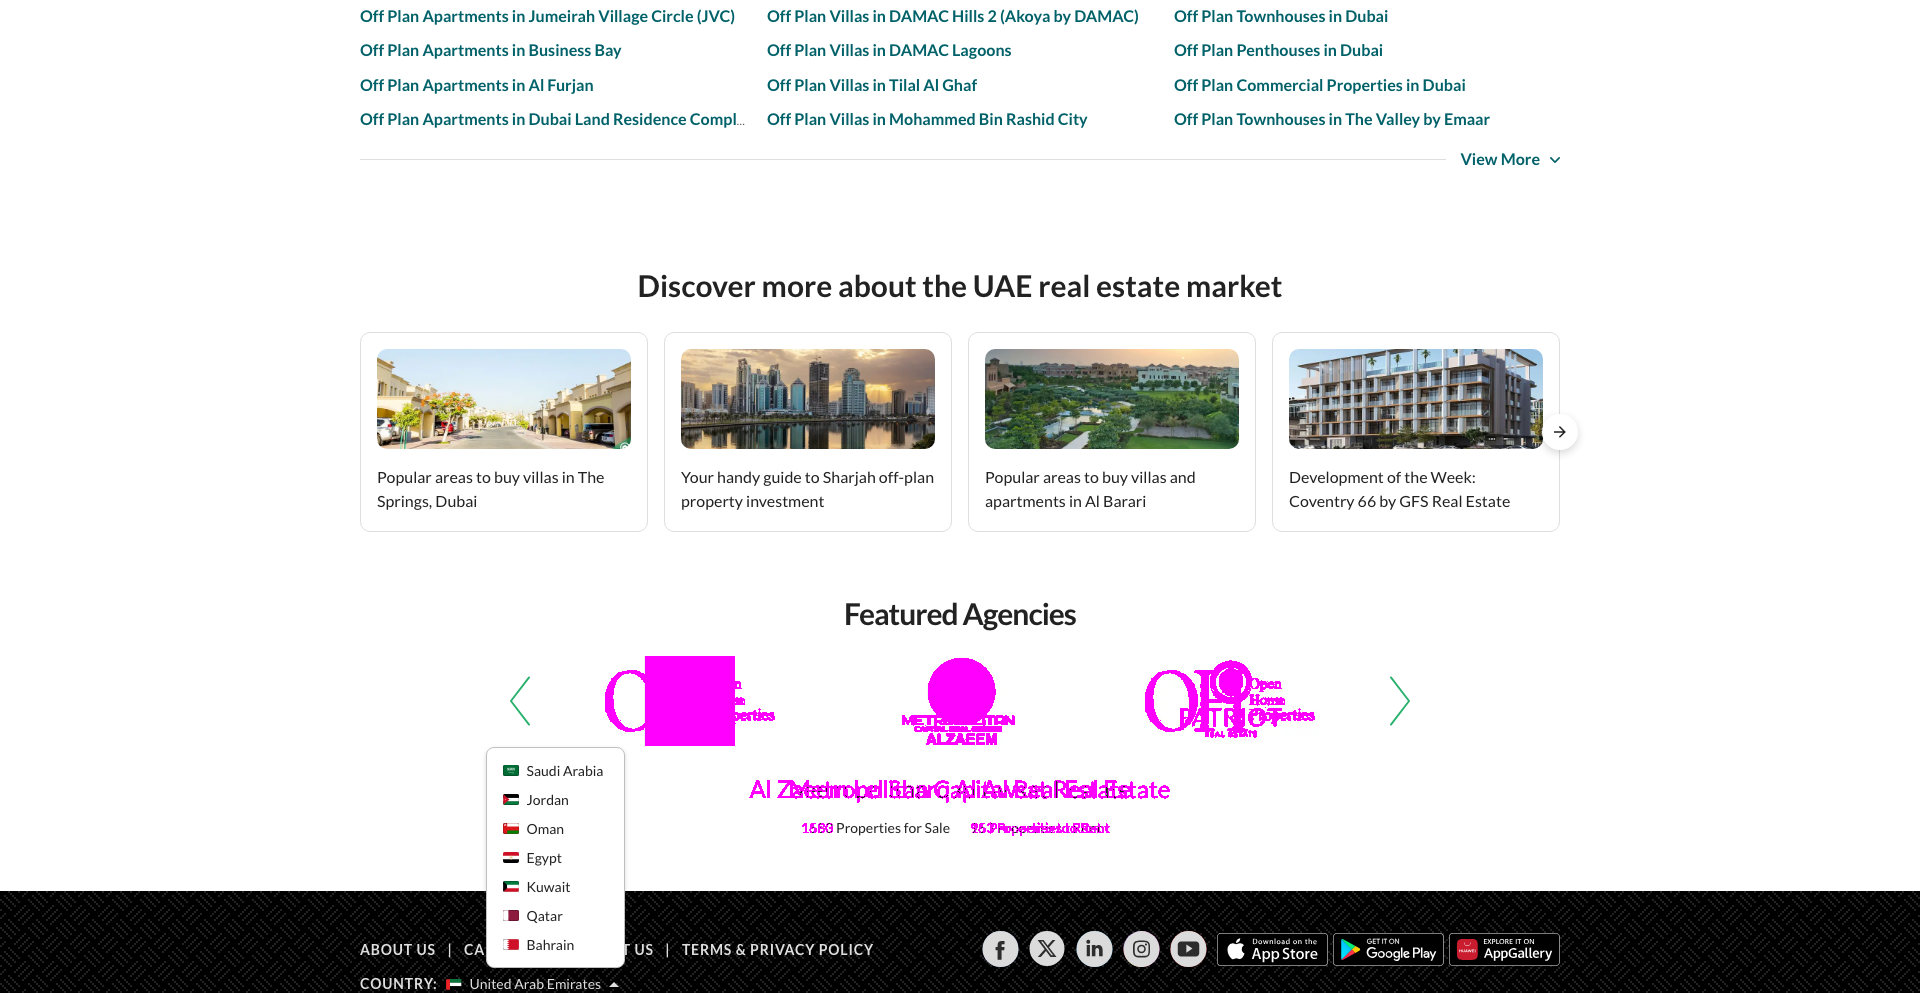 Off Plan Apartments in Jumeirah Village Circle (JVC)
Off Plan Apartments in Business Bay
Off Plan Apartments in Al Furjan
Off Plan Apartments in Dubai Land Residence Compl...
Off Plan Villas in DAMAC Hills 2 (Akoya by DAMAC)
Off Plan Villas in DAMAC Lagoons
Off Plan Villas in Tilal Al Ghaf
Off Plan Villas in Mohammed Bin Rashid City
Off Plan Townhouses in Dubai
Off Plan Penthouses in Dubai
Off Plan Commercial Properties in Dubai
Off Plan Townhouses in The Valley by Emaar
View More
Discover more about the UAE real estate market
Popular areas to buy villas in The
Springs, Dubai
Your handy guide to Sharjah off-plan
property investment
Popular areas to buy villas and
apartments in Al Barari
Development of the Week:
Coventry 66 by GFS Real Estate
Featured Agencies
ALZAEEM
Open
Home
Properties
PATRIOT
REAL ESTATE
Properties for Sale
Saudi Arabia
Jordan
Oman
Egypt
Kuwait
Qatar
Bahrain
ABOUT US | CA
T US | TERMS & PRIVACY POLICY
COUNTRY: United Arab Emirates
Download on the
App Store
GET IT ON
Google Play
HUAWEI
EXPLORE IT ON
AppGallery